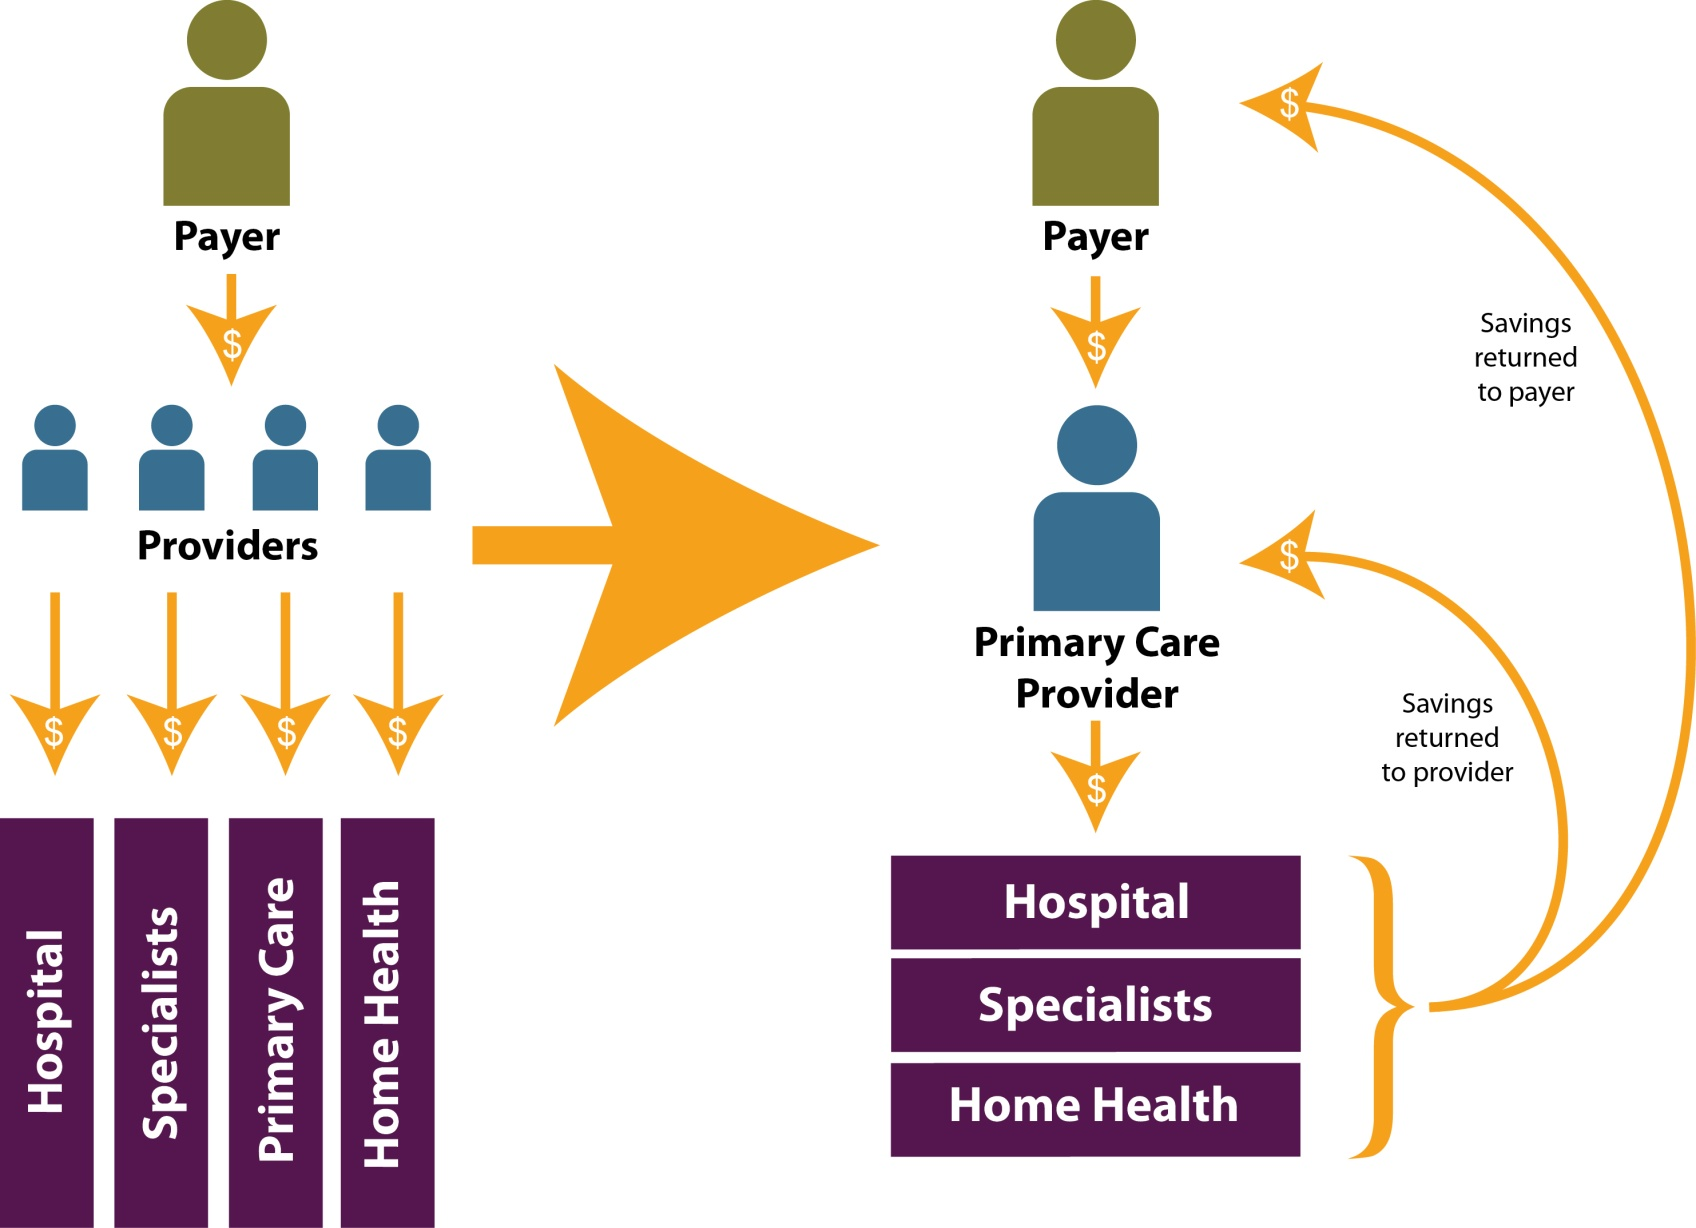 Payer
$
Providers
$
$
$
$
Hospital
Specialists
Primary Care
Home Health
Payer
$
Primary Care
Provider
$
Hospital
Specialists
Home Health
$
Savings
returned
to payer
$
Savings
returned
to provider